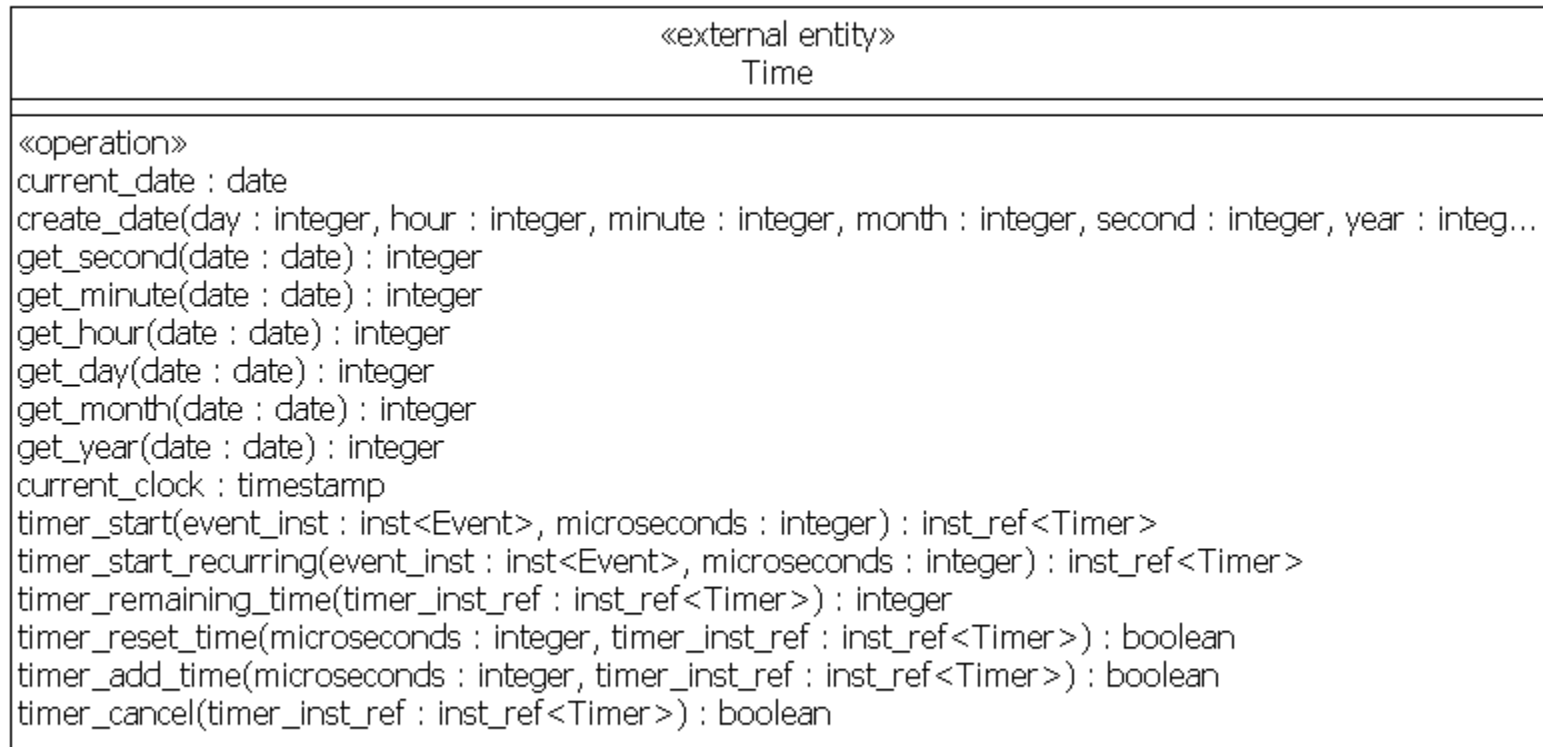 «external entity»
Time
«operation»
current_date : date
create_date(day : integer, hour : integer, minute : integer, month : integer, second : integer, year : integ...
get_second(date : date) : integer
get_minute(date : date) : integer
get_hour(date : date) : integer
get_day(date : date) : integer
get_month(date : date) : integer
get_year(date : date) : integer
current_clock : timestamp
timer_start(event_inst : inst<Event>, microseconds : integer) : inst_ref<Timer>
timer_start_recurring(event_inst : inst<Event>, microseconds : integer) : inst_ref<Timer>
timer_remaining_time(timer_inst_ref : inst_ref<Timer>) : integer
timer_reset_time(microseconds : integer, timer_inst_ref : inst_ref<Timer>) : boolean
timer_add_time(microseconds : integer, timer_inst_ref : inst_ref<Timer>) : boolean
timer_cancel(timer_inst_ref : inst_ref<Timer>) : boolean